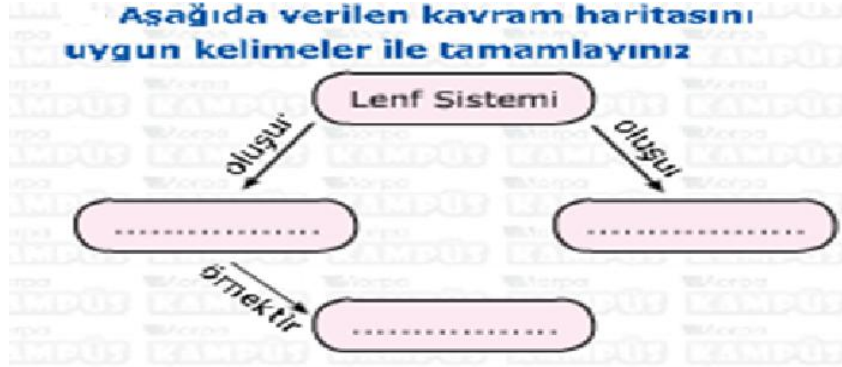 Aşağıda verilen kavram haritasını
uygun kelimeler ile tamamlayınız
Lenf Sistemi
oluşur
oluşur
....................
....................
örnektir
....................